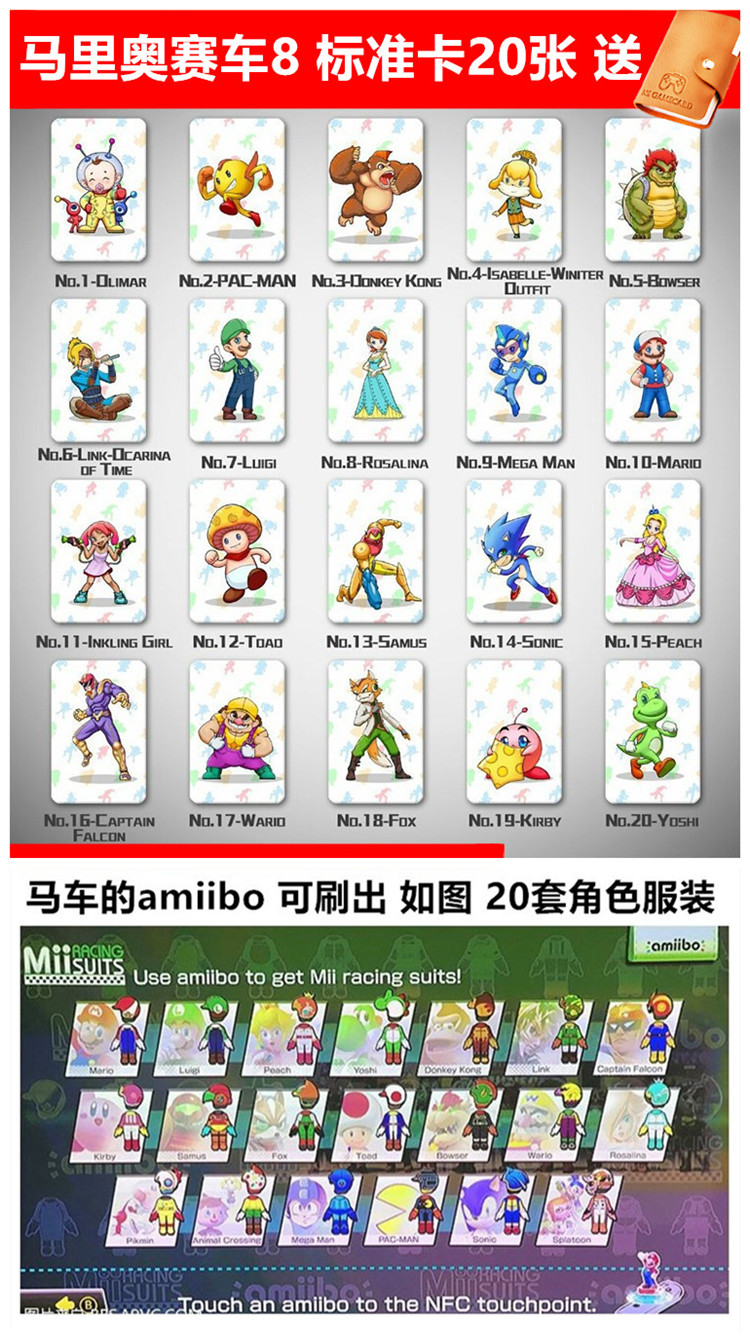 马里奥赛车8 标准卡20张 送
No.1-Olimar
No.2-PAC-MAN
No.3-Donkey Kong
No.4-Isabelle-Winiter
Outfit
No.5-Bowser
No.6-Link-Ocarina
of Time
No.7-Luigi
No.8-Rosalina
No.9-Mega Man
No.10-Mario
No.11-Inkling Girl
No.12-Toad
No.13-Samus
No.14-Sonic
No.15-Peach
No.16-Captain
Falcon
No.17-Wario
No.18-Fox
No.19-Kirby
No.20-Yoshi
马车的amiibo 可刷出 如图 20套角色服装
Mii RACING
SUITS
Use amiibo to get Mii racing suits!
amiibo
Mario
Luigi
Peach
Yoshi
Donkey Kong
Link
Captain Falcon
Kirby
Samus
Fox
Toad
Bowser
Wario
Rosalina
Pikmin
Animal Crossing
Mega Man
PAC-MAN
Sonic
Splatoon
B
Touch an amiibo to the NFC touchpoint.